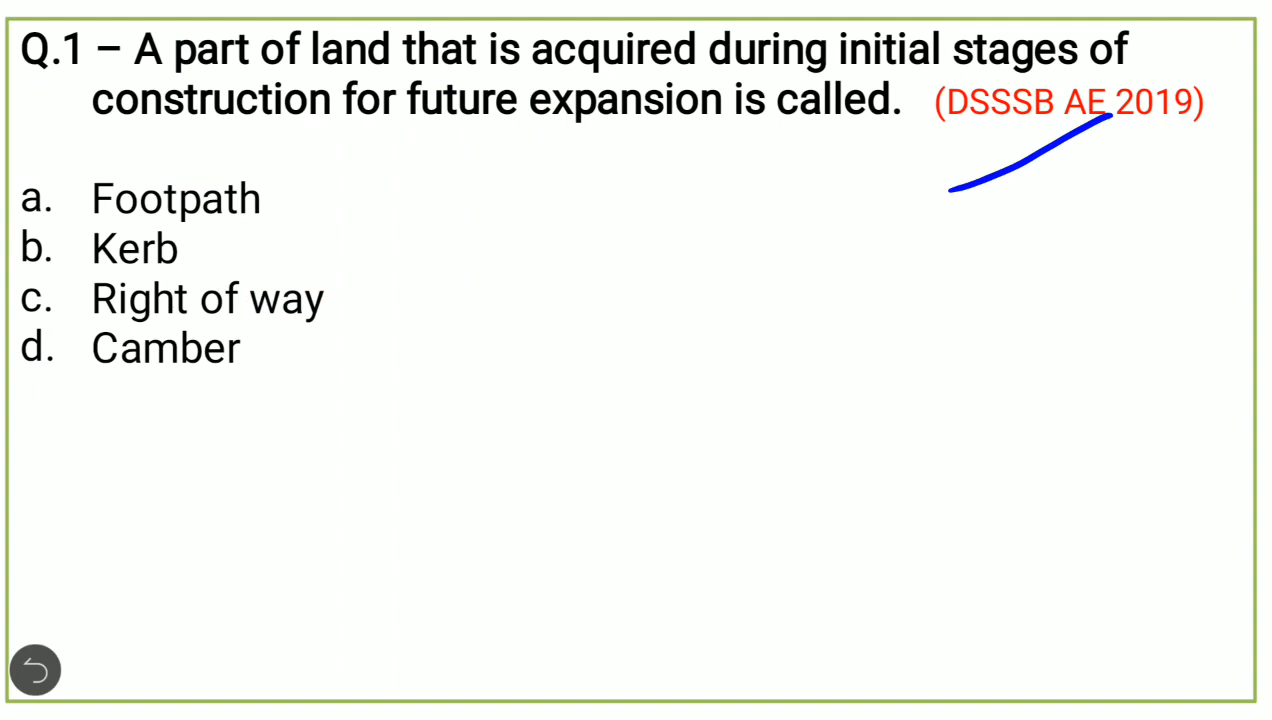 Q.1 – A part of land that is acquired during initial stages of
construction for future expansion is called. (DSSSB AE 2019)
a. Footpath
b. Kerb
c. Right of way
d. Camber